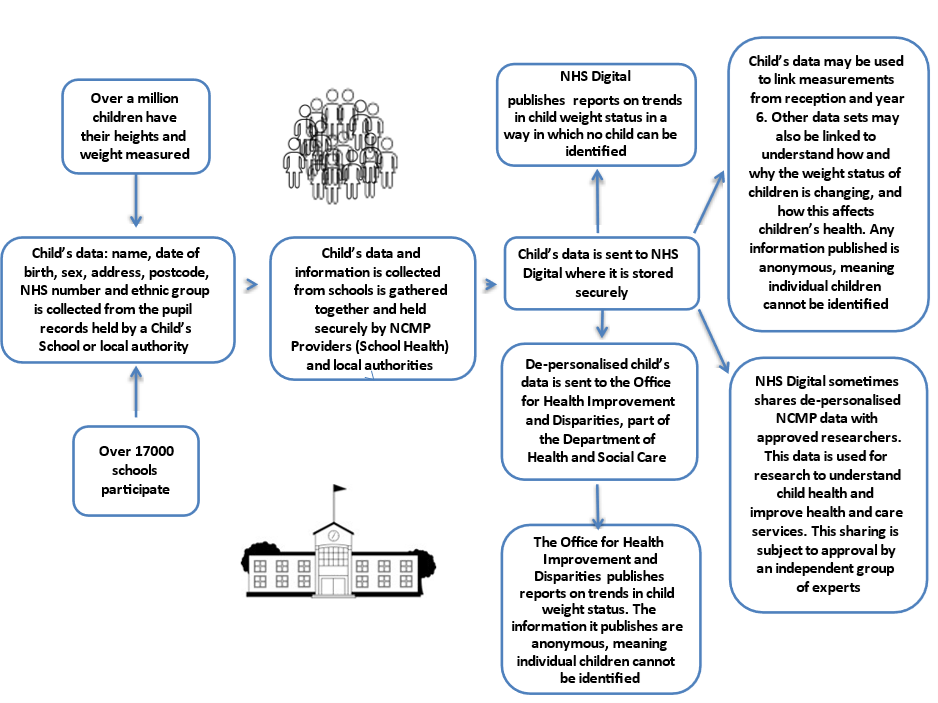 Over a million
children have
their heights and
weight measured
Child's data: name, date of
birth, sex, address, postcode,
NHS number and ethnic group
is collected from the pupil
records held by a Child's
School or local authority
Over 17000
schools
participate
Child's data and
information is collected
from schools is gathered
together and held
securely by NCMP
Providers (School Health)
and local authorities
Child's data is sent to NHS
Digital where it is stored
securely
NHS Digital
publishes reports on trends
in child weight status in a
way in which no child can be
identified
Child's data may be used
to link measurements
from reception and year
6. Other data sets may
also be linked to
understand how and
why the weight status of
children is changing, and
how this affects
children's health. Any
information published is
anonymous, meaning
individual children
cannot be identified
De-personalised child's
data is sent to the Office
for Health Improvement
and Disparities, part of
the Department of
Health and Social Care
The Office for Health
Improvement and
Disparities publishes
reports on trends in child
weight status. The
information it publishes are
anonymous, meaning
individual children cannot
be identified
NHS Digital sometimes
shares de-personalised
NCMP data with
approved researchers.
This data is used for
research to understand
child health and
improve health and care
services. This sharing is
subject to approval by
an independent group
of experts